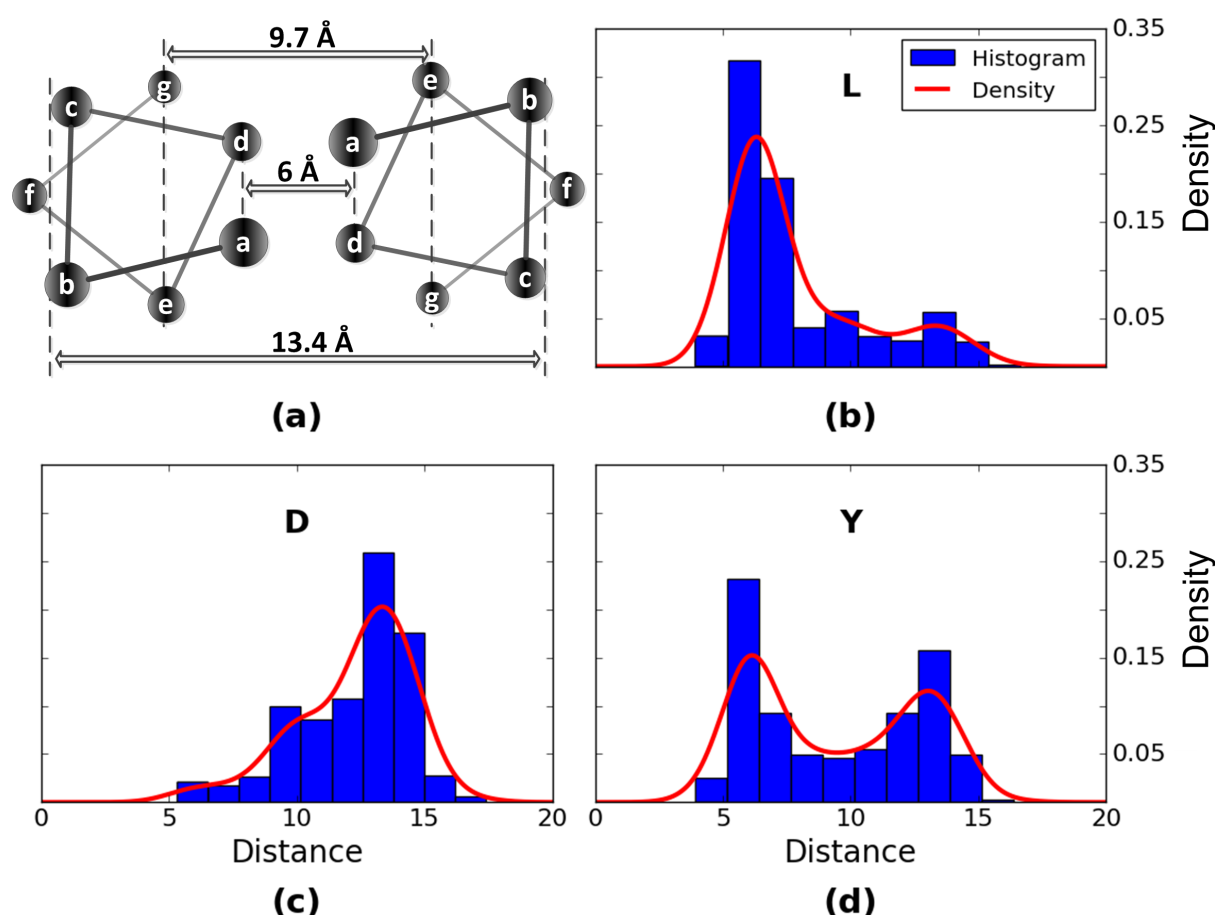 9.7 Å
g
e
c
b
d
a
6 Å
f
f
a
d
b
c
e
g
13.4 Å
(a)
L
Histogram
Density
0.35
0.25
0.15
0.05
Density
(b)
D
0
5
10
15
20
Distance
(c)
Y
0.35
0.25
0.15
0.05
Density
0
5
10
15
20
Distance
(d)